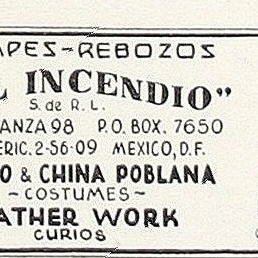 APES-REBOZOS
L INCENDIO"
S. de R. L.
ANZA 98 P.O. BOX. 7650
ERIC. 2-56-09 MEXICO, D.F.
O & CHINA POBLANA
-COSTUMES-
ATHER WORK
CURIOS